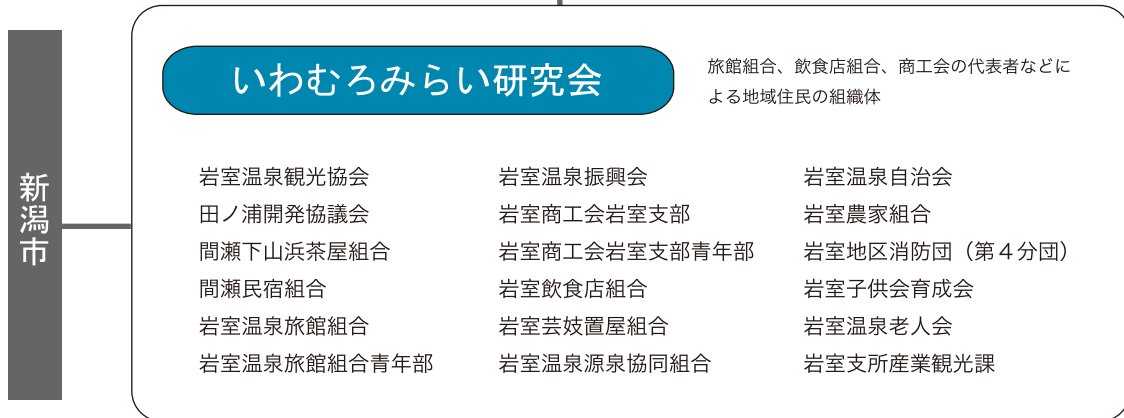 新潟市
いわむろみらい研究会
旅館組合、飲食店組合、商工会の代表者などに
よる地域住民の組織体
岩室温泉観光協会
田ノ浦開発協議会
間瀬下山浜茶屋組合
間瀬民宿組合
岩室温泉旅館組合
岩室温泉旅館組合青年部
岩室温泉振興会
岩室商工会岩室支部
岩室商工会岩室支部青年部
岩室飲食店組合
岩室芸妓置屋組合
岩室温泉源泉協同組合
岩室温泉自治会
岩室農家組合
岩室地区消防団（第４分団）
岩室子供会育成会
岩室温泉老人会
岩室支所産業観光課